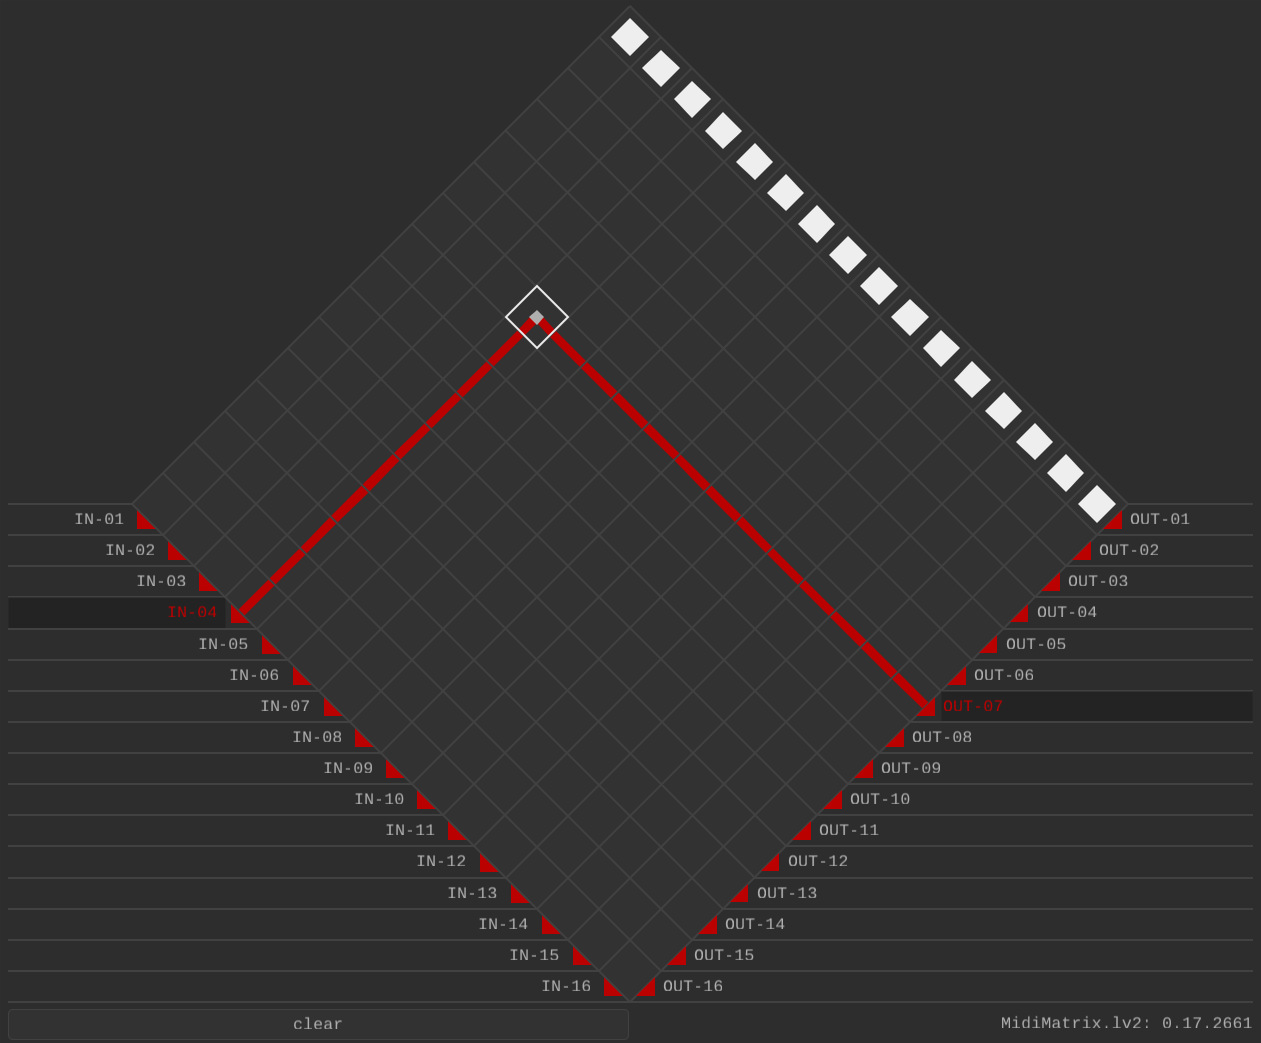 IN-01 OUT-01
IN-02 OUT-02
IN-03 OUT-03
IN-04 OUT-04
IN-05 OUT-05
IN-06 OUT-06
IN-07 OUT-07
IN-08 OUT-08
IN-09 OUT-09
IN-10 OUT-10
IN-11 OUT-11
IN-12 OUT-12
IN-13 OUT-13
IN-14 OUT-14
IN-15 OUT-15
IN-16 OUT-16
clear MidiMatrix.lv2: 0.17.2661